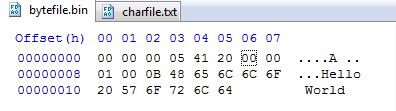 bytefile.bin charfile.txt
Offset(h) 00 01 02 03 04 05 06 07
00000000 00 00 00 05 41 20 00 00 ....A ..
00000008 01 00 0B 48 65 6C 6C 6F ...Hello
00000010 20 57 6F 72 6C 64 World